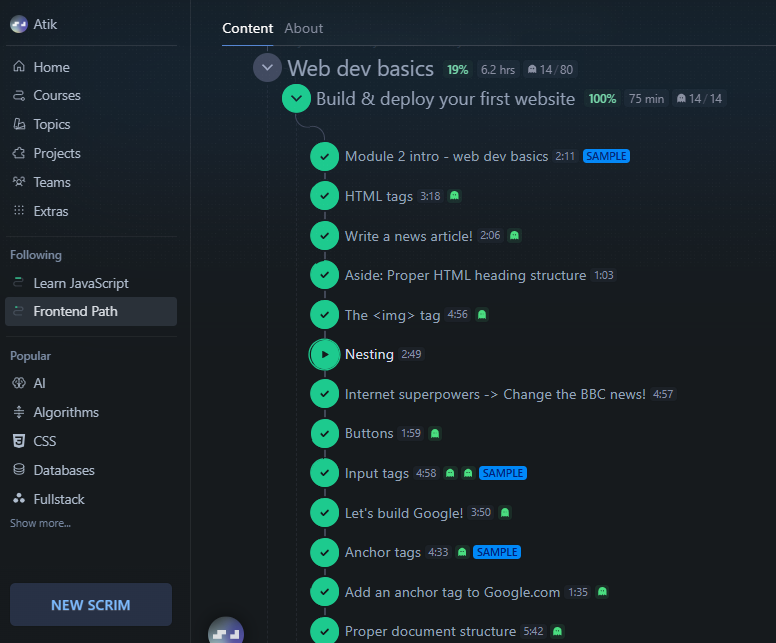 Atik
Home
Courses
Topics
Projects
Teams
Extras
Following
Learn JavaScript
Frontend Path
Popular
AI
Algorithms
CSS
Databases
Fullstack
Show more...
NEW SCRIM
Content About
Web dev basics 19% 6.2 hrs 14/80
Build & deploy your first website 100% 75 min 14/14
Module 2 intro - web dev basics 2:11 SAMPLE
HTML tags 3:18
Write a news article! 2:06
Aside: Proper HTML heading structure 1:03
The <img> tag 4:56
Nesting 2:49
Internet superpowers -> Change the BBC news! 4:57
Buttons 1:59
Input tags 4:58 SAMPLE
Let's build Google! 3:50
Anchor tags 4:33 SAMPLE
Add an anchor tag to Google.com 1:35
Proper document structure 5:42